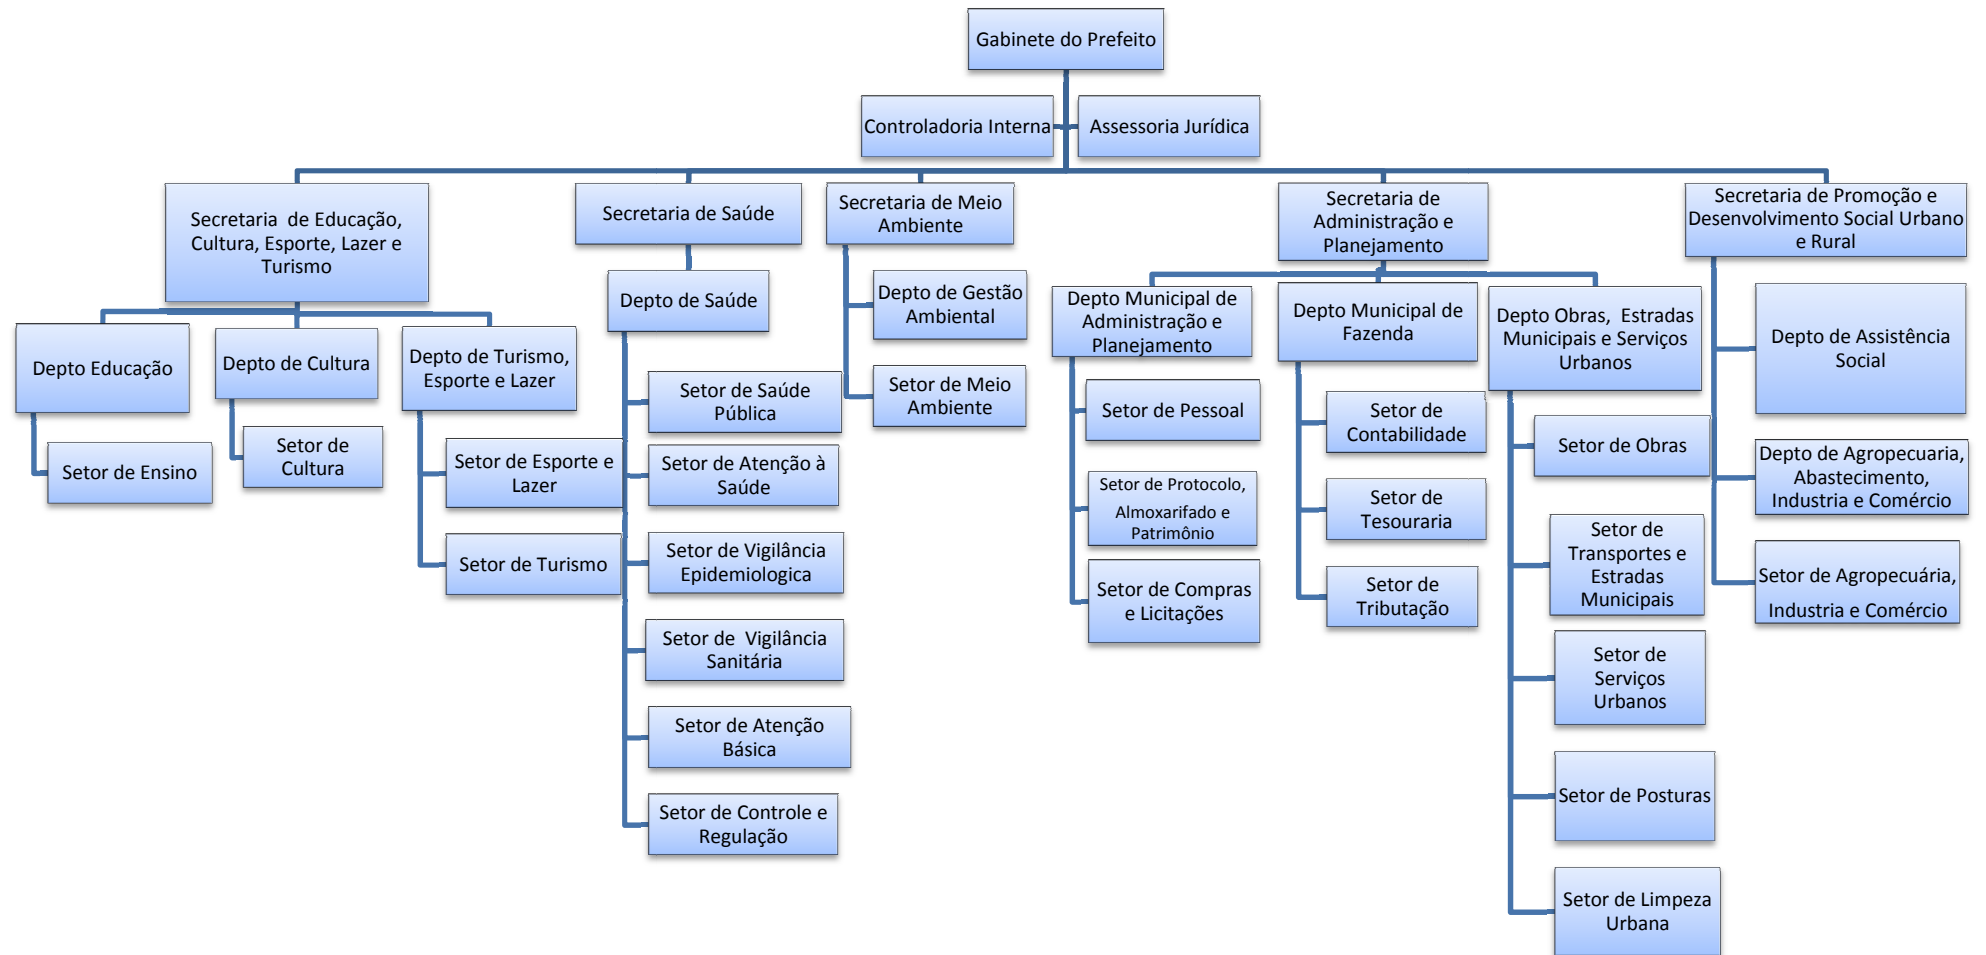 Gabinete do Prefeito
Controladoria Interna
Assessoria Jurídica
Secretaria de Educação,
Cultura, Esporte, Lazer e
Turismo
Secretaria de Saúde
Secretaria de Meio
Ambiente
Secretaria de
Administração e
Planejamento
Secretaria de Promoção e
Desenvolvimento Social Urbano
e Rural
Depto Educação
Setor de Ensino
Depto de Cultura
Setor de
Cultura
Depto de Turismo,
Esporte e Lazer
Setor de Esporte e
Lazer
Setor de Turismo
Depto de Saúde
Setor de Saúde
Pública
Setor de Atenção à
Saúde
Setor de Vigilância
Epidemiologica
Setor de Vigilância
Sanitária
Setor de Atenção
Básica
Setor de Controle e
Regulação
Depto de Gestão
Ambiental
Setor de Meio
Ambiente
Depto Municipal de
Administração e
Planejamento
Setor de Pessoal
Setor de Protocolo,
Almoxarifado e
Patrimônio
Setor de Compras
e Licitações
Depto Municipal de
Fazenda
Setor de
Contabilidade
Setor de
Tesouraria
Setor de
Tributação
Depto Obras, Estradas
Municipais e Serviços
Urbanos
Setor de Obras
Setor de
Transportes e
Estradas
Municipais
Setor de
Serviços
Urbanos
Setor de Posturas
Setor de Limpeza
Urbana
Depto de Assistência
Social
Depto de Agropecuaria,
Abastecimento,
Industria e Comércio
Setor de Agropecuária,
Industria e Comércio